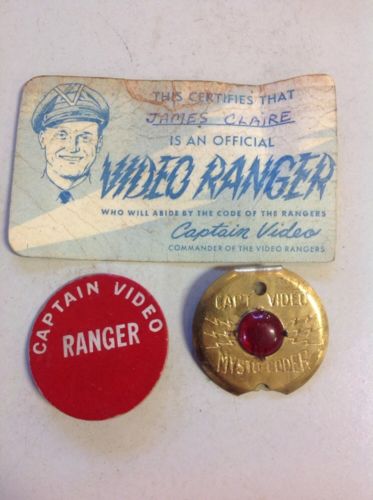 THIS CERTIFIES THAT
JAMES CLAIRE
IS AN OFFICIAL
VIDEO RANGER
WHO WILL ABIDE BY THE CODE OF THE RANGERS
Captain Video
COMMANDER OF THE VIDEO RANGERS
CAPTAIN VIDEO
RANGER
CAPT. VIDEO
MYSTO-CODER